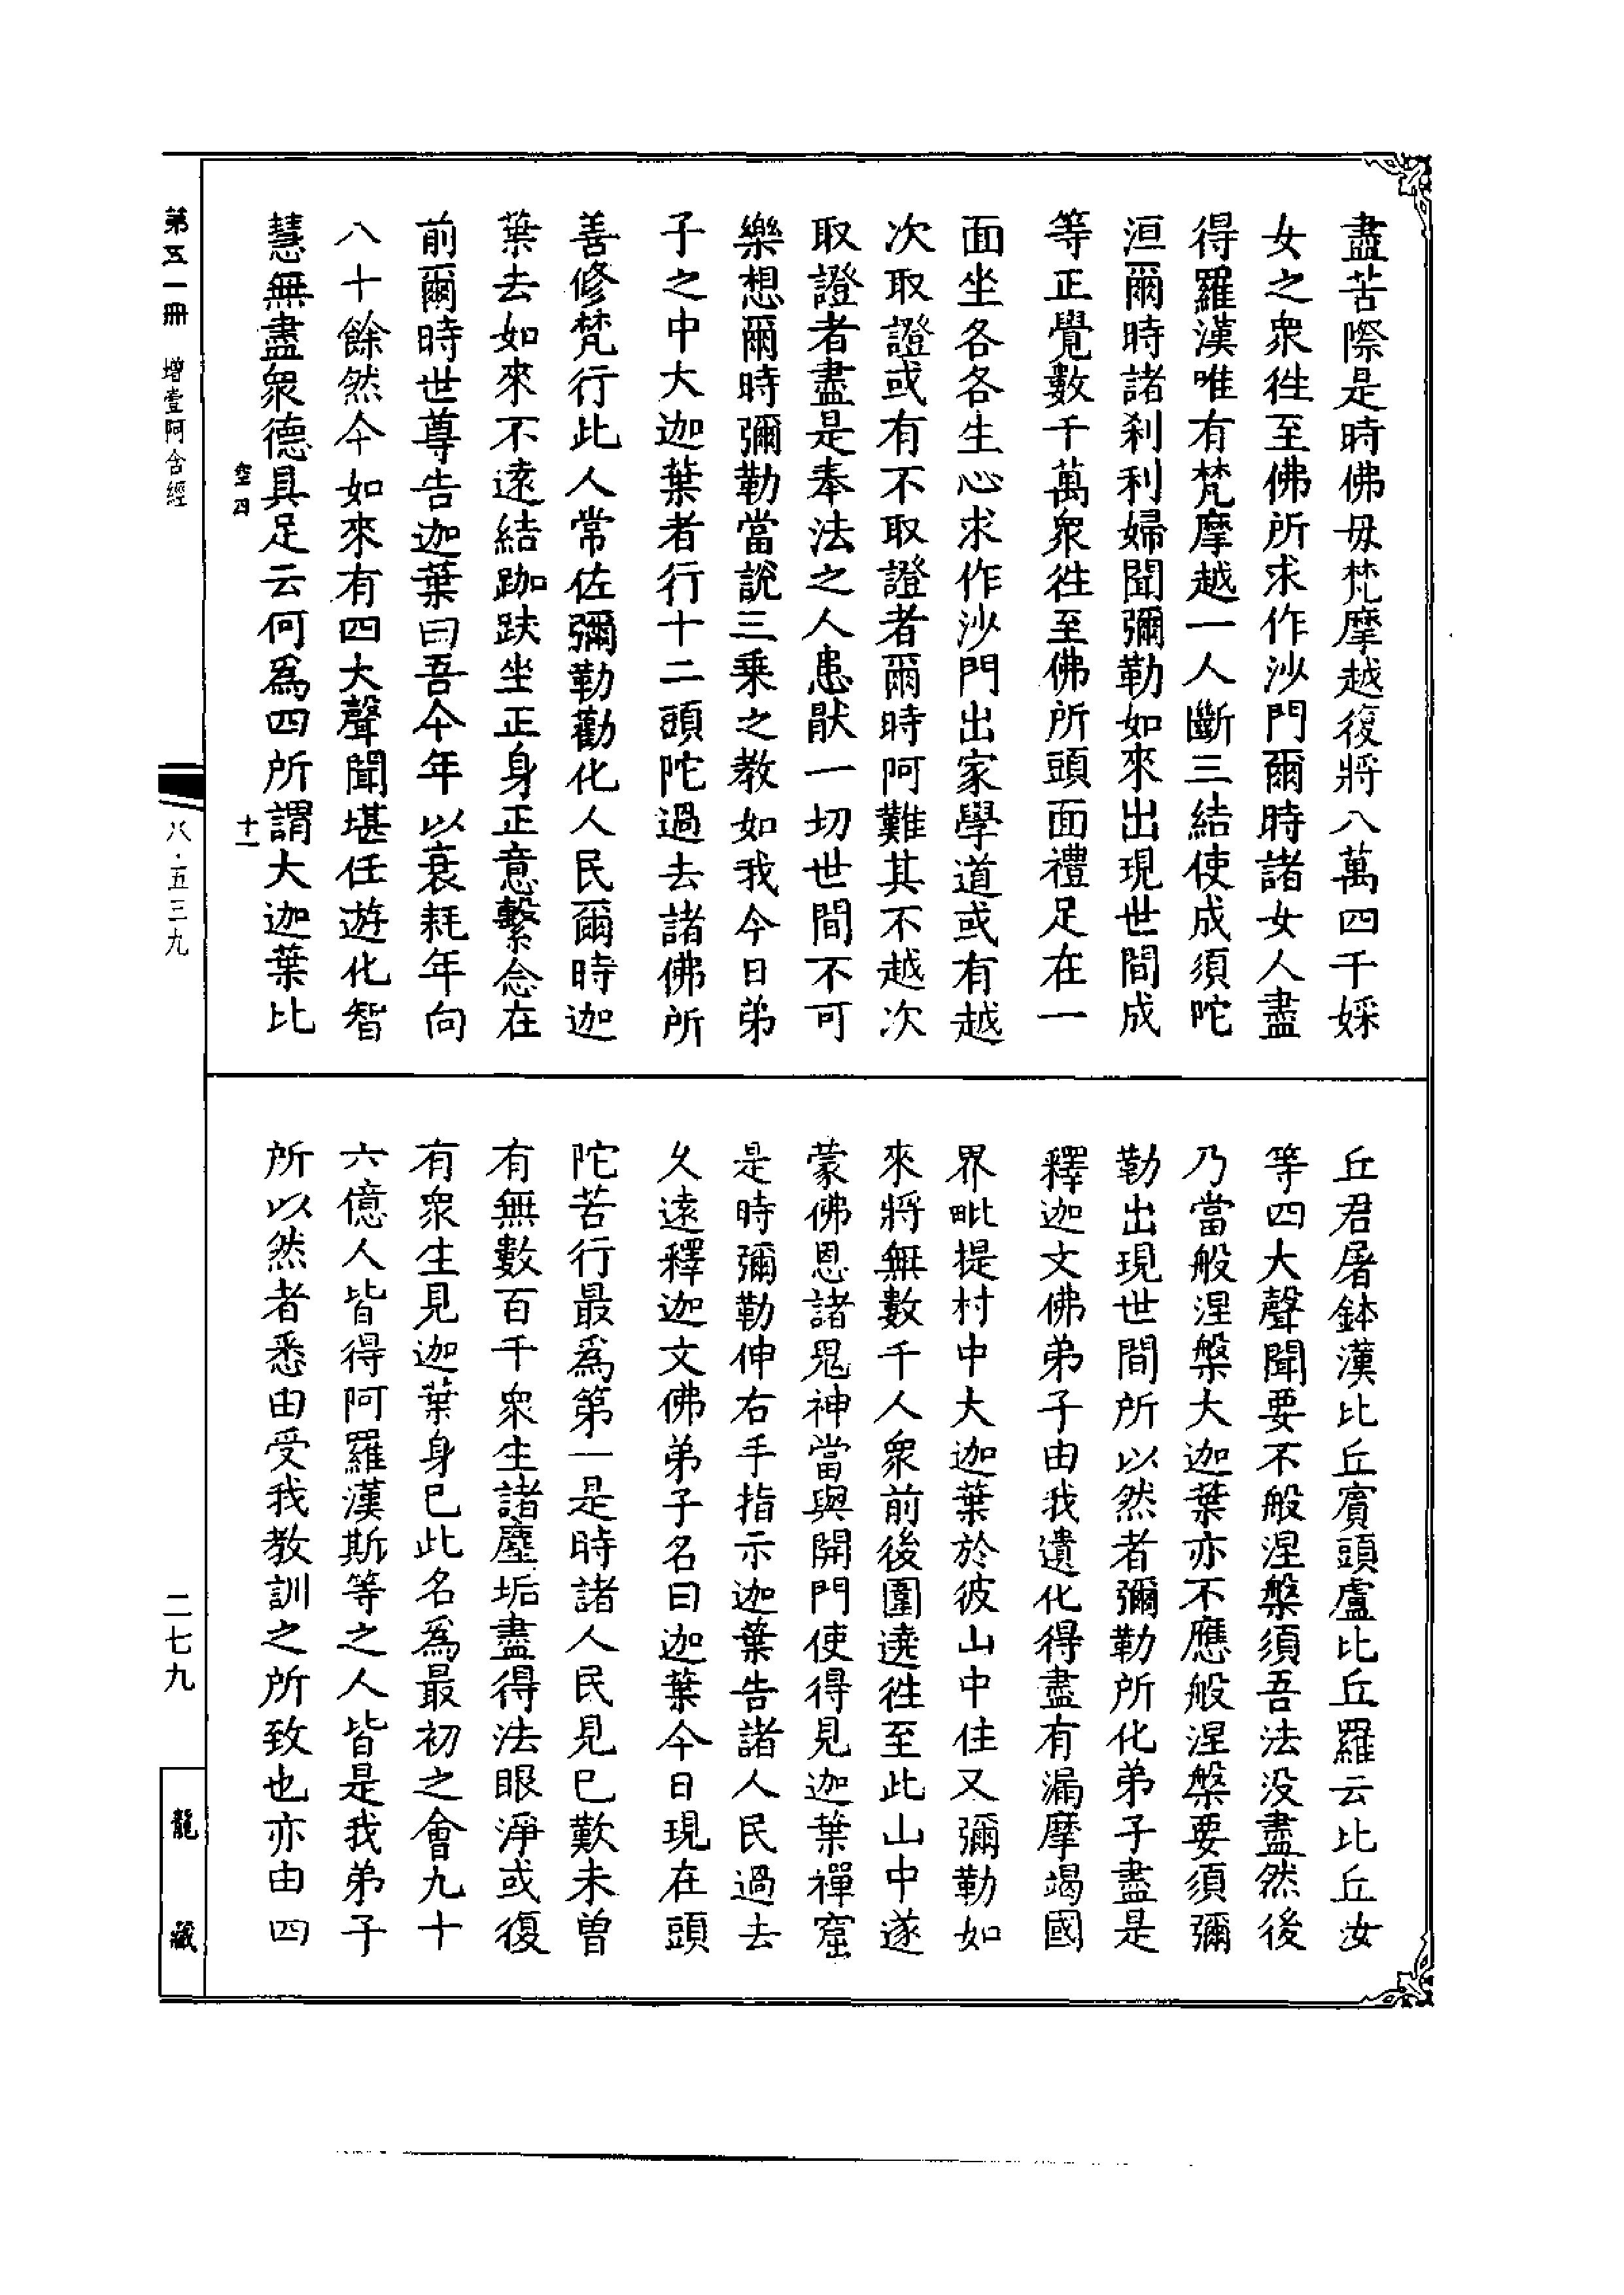 盡苦際是時佛母梵摩越復將八萬四千婇
女之衆徃至佛所求作沙門爾時諸女人盡
得羅漢唯有梵摩越一人斷三結使成須陀
洹爾時諸刹利婦聞彌勒如來出現世間成
等正覺數千萬衆徃至佛所頭面禮足在一
面坐各各生心求作沙門出家學道或有越
次取證或有不取證者爾時阿難其不越次
取證者盡是奉法之人患猒一切世間不可
樂想爾時彌勒當說三乗之教如我今日弟
子之中大迦葉者行十二頭陀過去諸佛所
善修梵行此人常佐彌勒勸化人民爾時迦
葉去如來不遠結跏趺坐正身正意繫念在
前爾時世尊告迦葉曰吾今年以衰耗年向
八十餘然今如來有四大聲聞堪任遊化智
慧無盡衆德具足云何爲四所謂大迦葉比
丘君屠鉢漢比丘賓頭盧比丘羅云比丘汝
等四大聲聞要不般涅槃須吾法没盡然後
乃當般涅槃大迦葉亦不應般涅槃要須彌
勒出現世間所以然者彌勒所化弟子盡是
釋迦文佛弟子由我遺化得盡有漏摩竭國
界毗提村中大迦葉於彼山中住又彌勒如
來將無數千人衆前後圍遶徃至此山中遂
蒙佛恩諸鬼神當與開門使得見迦葉禪窟
是時彌勒伸右手指示迦葉告諸人民過去
久遠釋迦文佛弟子名曰迦葉今日現在頭
陀苦行最爲第一是時諸人民見已歎未曾
有無數百千衆生諸塵垢盡得法眼淨或復
有衆生見迦葉身已此名爲最初之會九十
六億人皆得阿羅漢斯等之人皆是我弟子
所以然者悉由受我教訓之所致也亦由四
空四
十一
第五一冊 增壹阿含經
八·五三九
二七九
龍藏